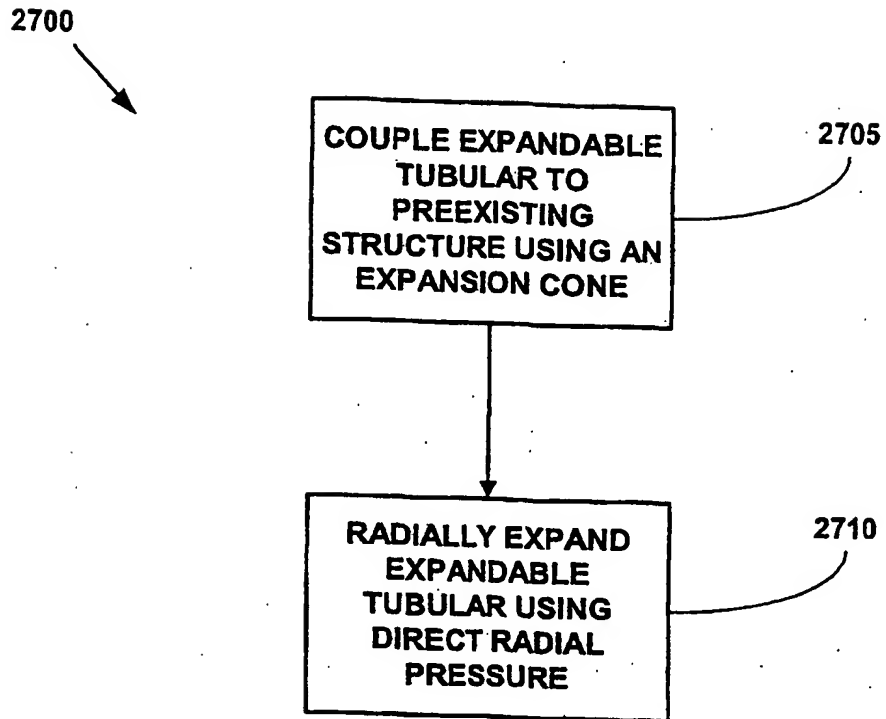 2700
COUPLE EXPANDABLE
TUBULAR TO
PREEXISTING
STRUCTURE USING AN
EXPANSION CONE
2705
RADIALLY EXPAND
EXPANDABLE
TUBULAR USING
DIRECT RADIAL
PRESSURE
2710